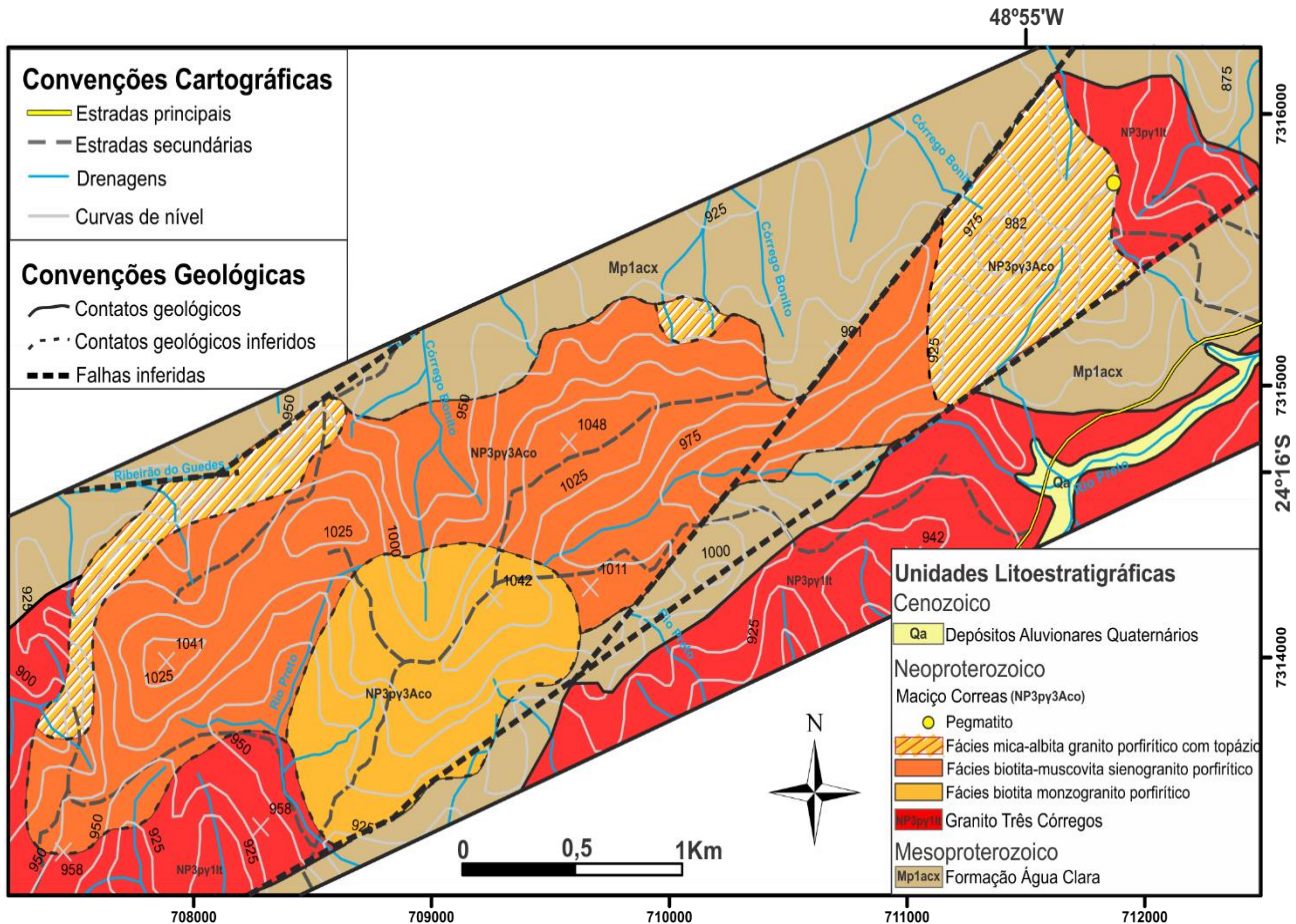 48º55'W
Convenções Cartográficas
Estradas principais
Estradas secundárias
Drenagens
Curvas de nível
Convenções Geológicas
Contatos geológicos
Contatos geológicos inferidos
Falhas inferidas
875
7316000
NP3pγ1lt
Córrego Bonito
925
Córrego Bonito
975
982
NP3pγ3Aco
Mp1acx
991
925
Mp1acx
7315000
950
Córrego Bonito
950
1048
NP3pγ3Aco
975
1025
Ribeirão do Guedes
24º16'S
Qa
Rio Preto
1025
1000
1000
942
1011
1042
NP3pγ1lt
925
925
Rio Preto
1041
1025
900
Rio Preto
NP3pγ3Aco
7314000
950
958
925
950
925
925
950
958
NP3pγ1lt
N
0
0,5
1Km
Unidades Litoestratigráficas
Cenozoico
Qa Depósitos Aluvionares Quaternários
Neoproterozoico
Maciço Correas (NP3pγ3Aco)
Pegmatito
Fácies mica-albita granito porfirítico com topázio
Fácies biotita-muscovita sienogranito porfirítico
Fácies biotita monzogranito porfirítico
NP3pγ1lt Granito Três Córregos
Mesoproterozoico
Mp1acx Formação Água Clara
708000
709000
710000
711000
712000